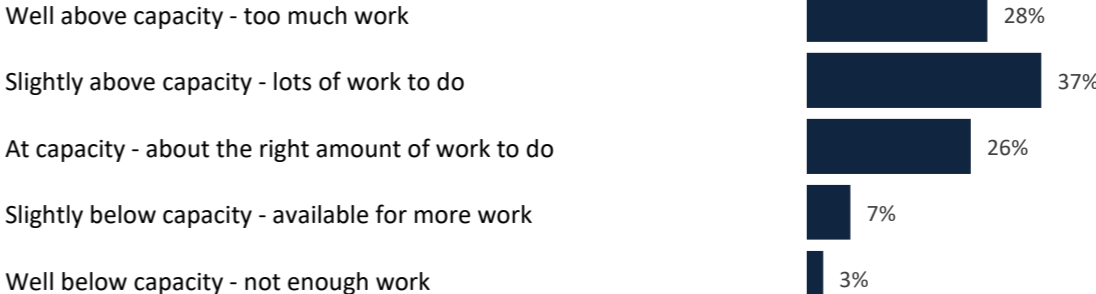 Well above capacity - too much work 28%
Slightly above capacity - lots of work to do 37%
At capacity - about the right amount of work to do 26%
Slightly below capacity - available for more work 7%
Well below capacity - not enough work 3%